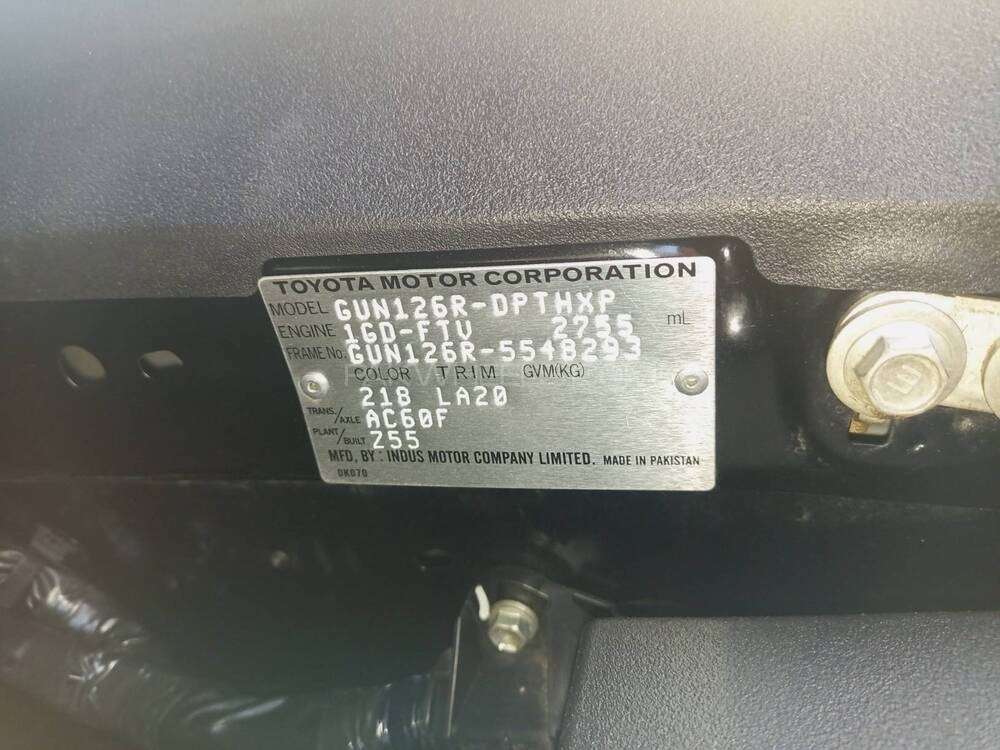 TOYOTA MOTOR CORPORATION
MODEL GUN126R-DPTHXP
ENGINE 1GD-FTV 2755 mL
FRAME No. GUN126R-5548293
COLOR TRIM GVM(KG)
218 LA20
TRANS./AXLE AC60F
PLANT/BUILT Z55
MFD, BY : INDUS MOTOR COMPANY LIMITED. MADE IN PAKISTAN
0K070